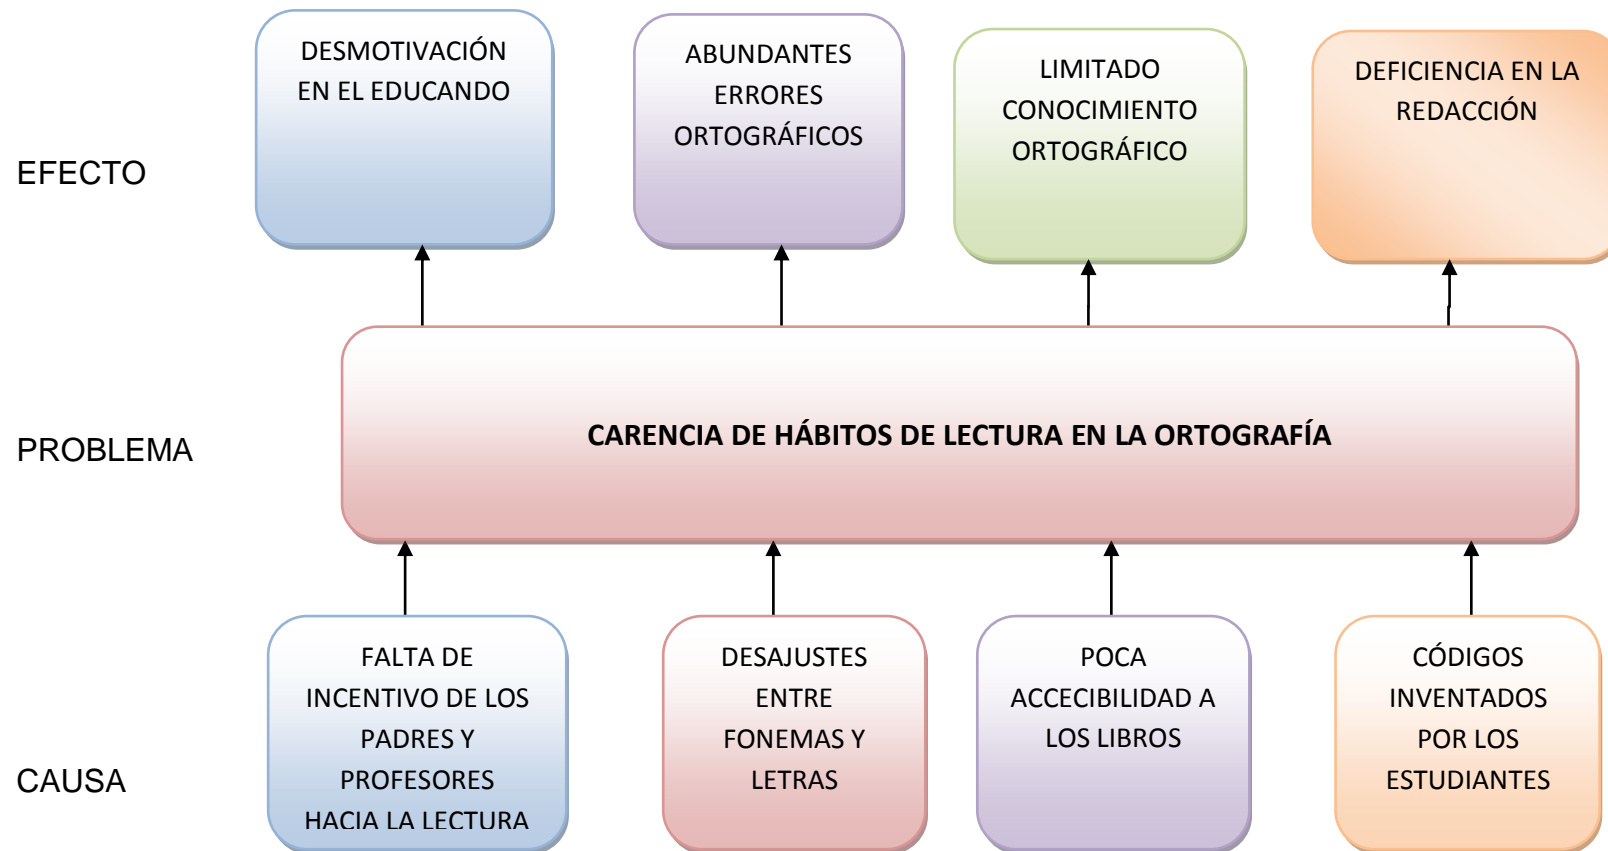 DESMOTIVACIÓN
EN EL EDUCANDO
ABUNDANTES
ERRORES
ORTOGRÁFICOS
LIMITADO
CONOCIMIENTO
ORTOGRÁFICO
DEFICIENCIA EN LA
REDACCIÓN
EFECTO
PROBLEMA
CARENCIA DE HÁBITOS DE LECTURA EN LA ORTOGRAFÍA
FALTA DE
INCENTIVO DE LOS
PADRES Y
PROFESORES
HACIA LA LECTURA
DESAJUSTES
ENTRE
FONEMAS Y
LETRAS
POCA
ACCECIBILIDAD A
LOS LIBROS
CÓDIGOS
INVENTADOS
POR LOS
ESTUDIANTES
CAUSA